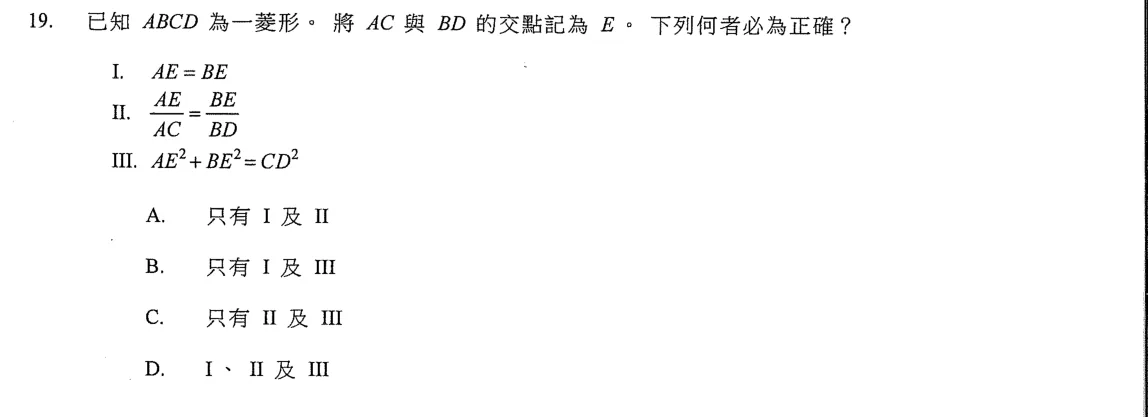 19. 已知 ABCD 為一菱形。 將 AC 與 BD 的交點記為 E。 下列何者必為正確？
I. AE = BE
II. AE/AC = BE/BD
III. AE² + BE² = CD²
A. 只有 I 及 II
B. 只有 I 及 III
C. 只有 II 及 III
D. I、 II 及 III